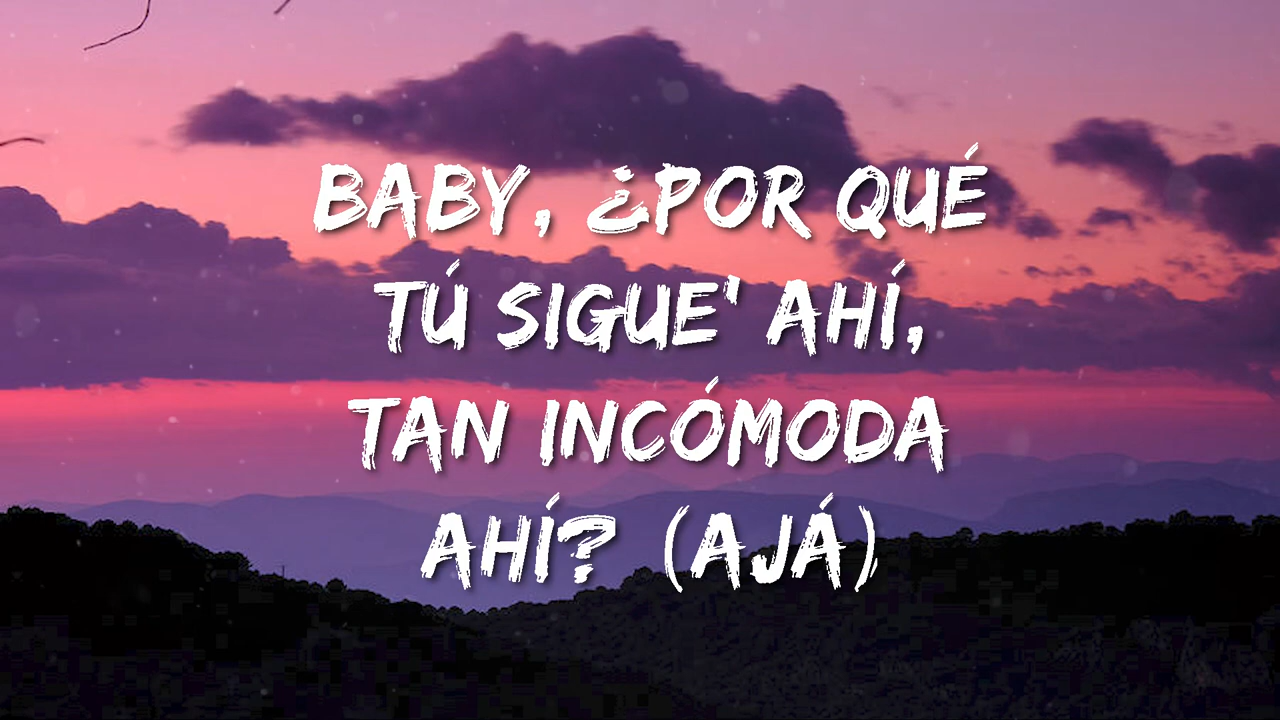 BABY, ¿POR QUÉ
TÚ SIGUE' AHÍ,
TAN INCÓMODA
AHÍ? (AJÁ)